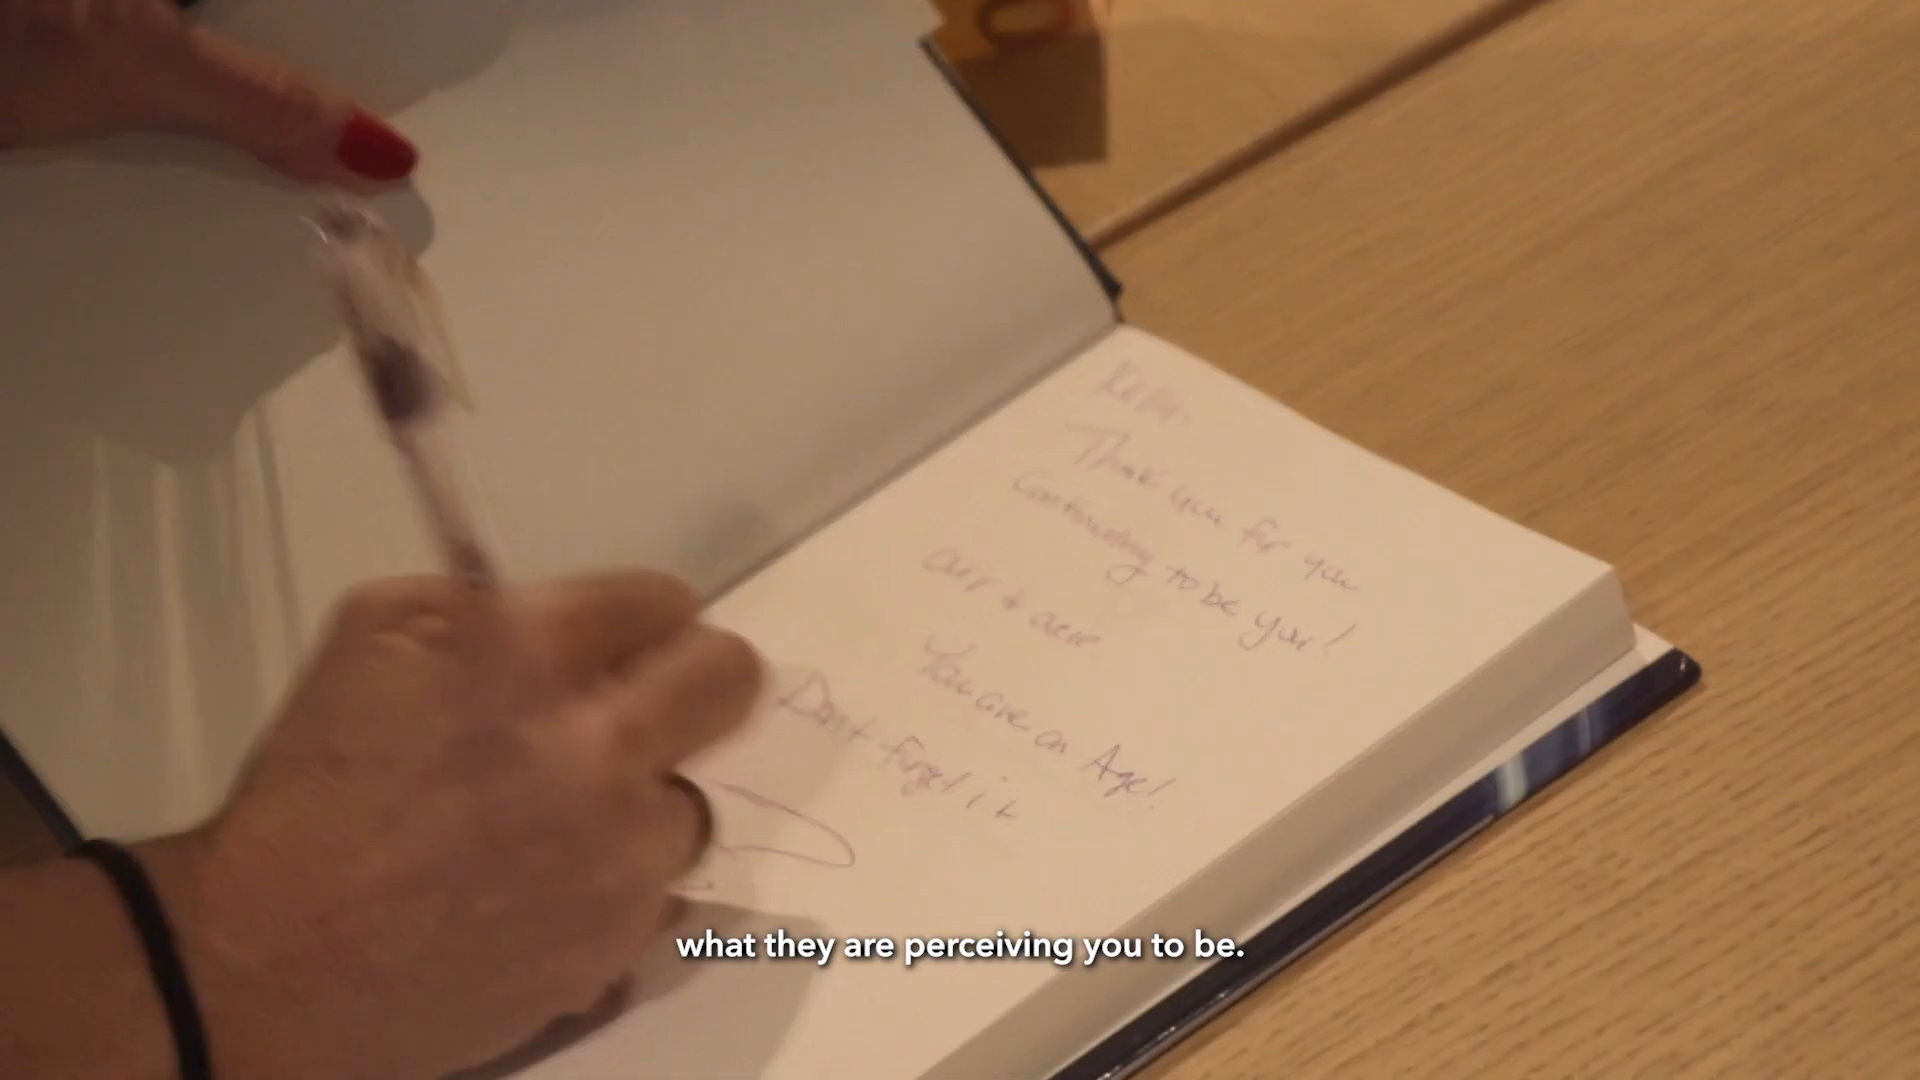 Thank you for you
Continuing to be you!
You are an Age!
Don't forget it
what they are perceiving you to be.